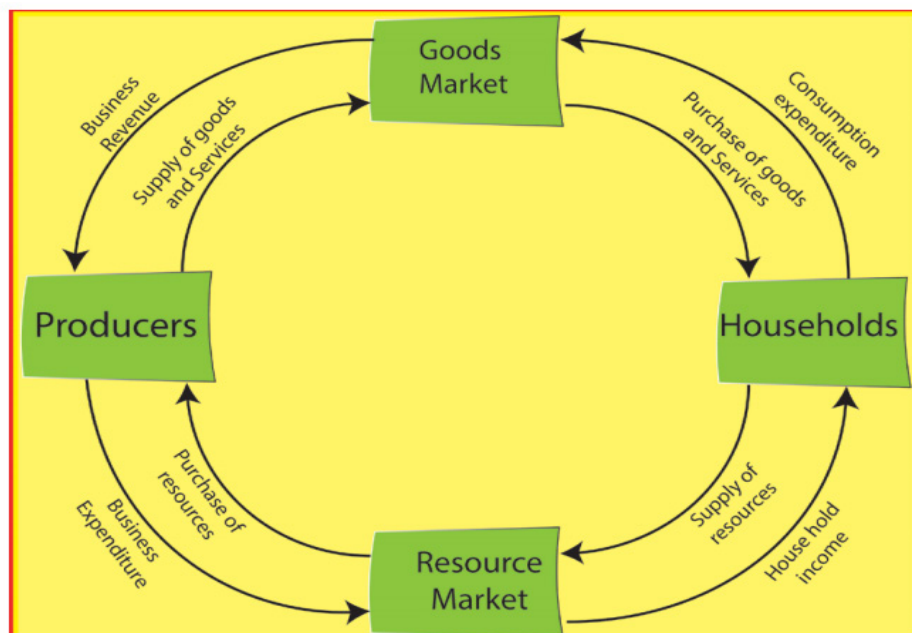 Goods
Market
Business
Revenue
Supply of goods
and Services
Purchase of goods
and Services
Consumption
expenditure
Producers
Households
Business
Expenditure
Purchase of
resources
Supply of
resources
House hold
income
Resource
Market